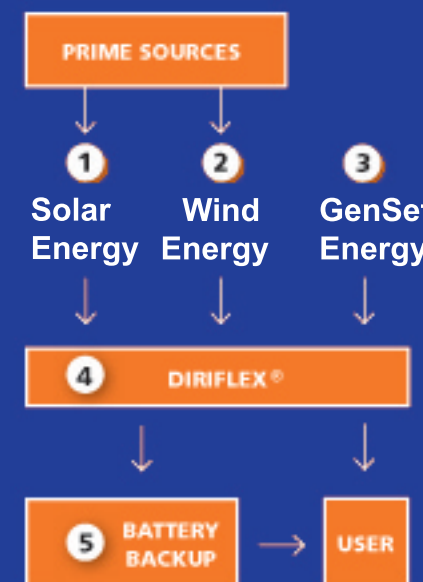 PRIME SOURCES
1 2 3
Solar Wind GenSet
Energy Energy Energy
4 DIRIFLEX®
5 BATTERY BACKUP
USER